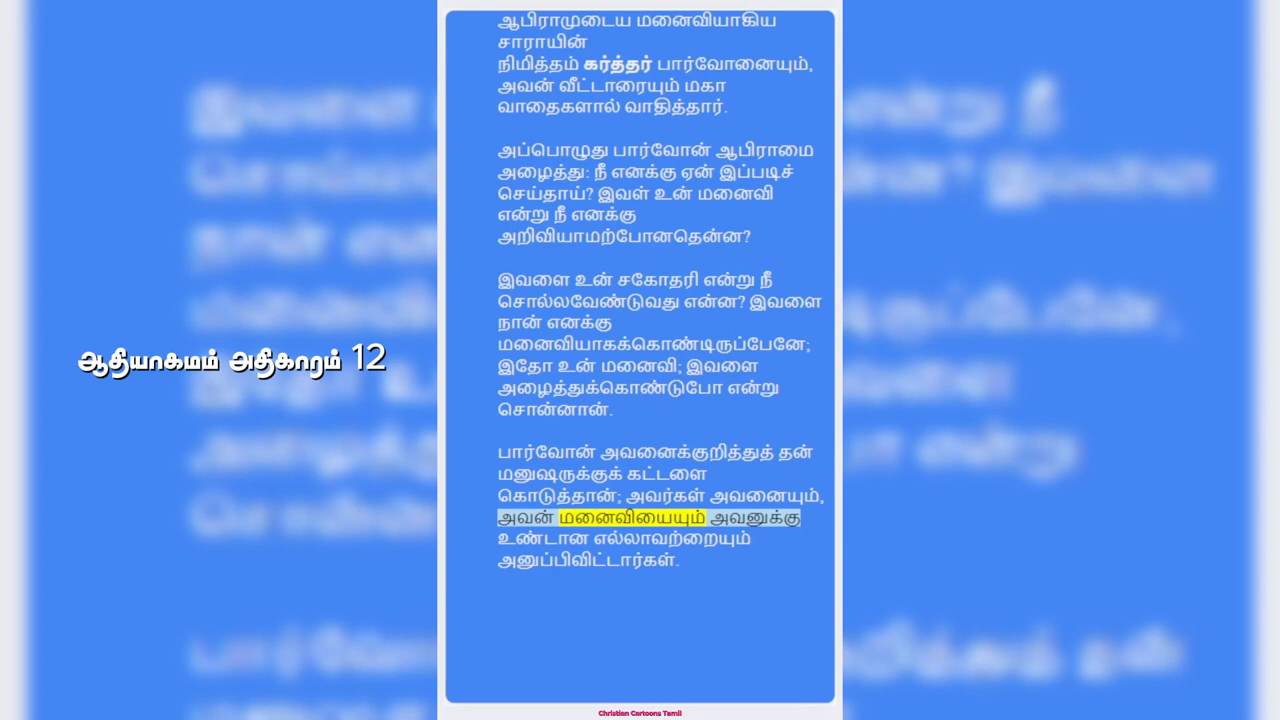 ஆபிராமுடைய மனைவியாகிய
சாராயின்
நிமித்தம் கர்த்தர் பார்வோனையும்,
அவன் வீட்டாரையும் மகா
வாதைகளால் வாதித்தார்.
அப்பொழுது பார்வோன் ஆபிராமை
அழைத்து: நீ எனக்கு ஏன் இப்படிச்
செய்தாய்? இவள் உன் மனைவி
என்று நீ எனக்கு
அறிவியாமற்போனதென்ன?
இவளை உன் சகோதரி என்று நீ
சொல்லவேண்டுவது என்ன? இவளை
நான் எனக்கு
மனைவியாகக்கொண்டிருப்பேனே;
இதோ உன் மனைவி; இவளை
அழைத்துக்கொண்டுபோ என்று
சொன்னான்.
பார்வோன் அவனைக்குறித்துத் தன்
மனுஷருக்குக் கட்டளை
கொடுத்தான்; அவர்கள் அவனையும்,
அவன் மனைவியையும் அவனுக்கு
உண்டான எல்லாவற்றையும்
அனுப்பிவிட்டார்கள்.
ஆதியாகமம் அதிகாரம் 12
Christian Cartoons Tamil